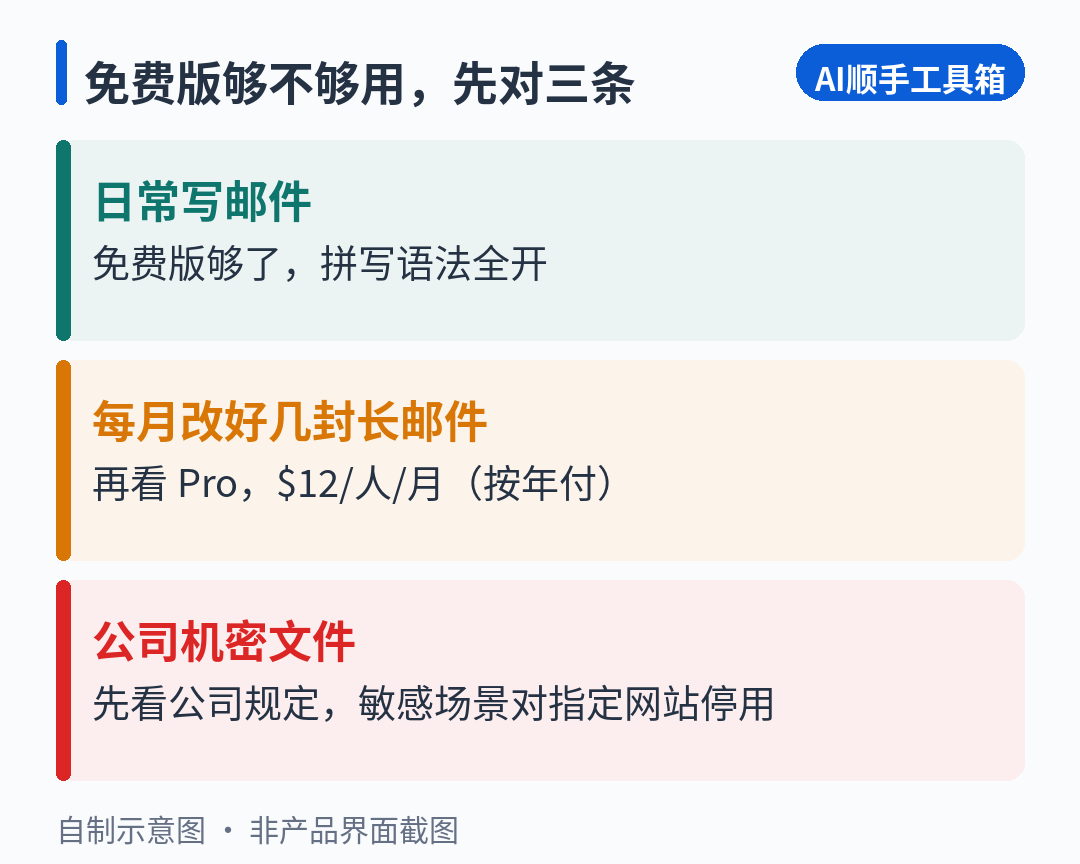 免费版够不够用，先对三条
AI顺手工具箱
日常写邮件
免费版够了，拼写语法全开
每月改好几封长邮件
再看 Pro，$12/人/月（按年付）
公司机密文件
先看公司规定，敏感场景对指定网站停用
自制示意图 · 非产品界面截图